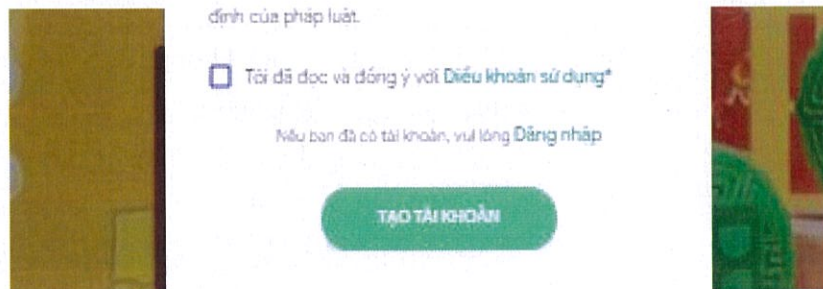 định của pháp luật.
Tôi đã đọc và đồng ý với Điều khoản sử dụng*
Nếu bạn đã có tài khoản, vui lòng Đăng nhập
TẠO TÀI KHOẢN